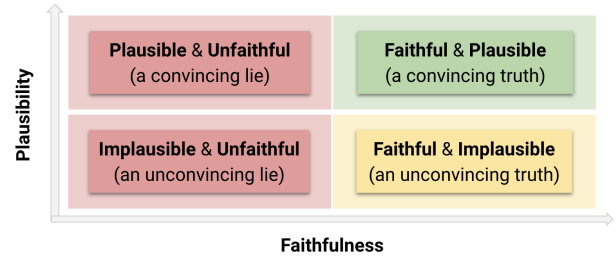 Plausibility
Plausible & Unfaithful
(a convincing lie)
Faithful & Plausible
(a convincing truth)
Implausible & Unfaithful
(an unconvincing lie)
Faithful & Implausible
(an unconvincing truth)
Faithfulness